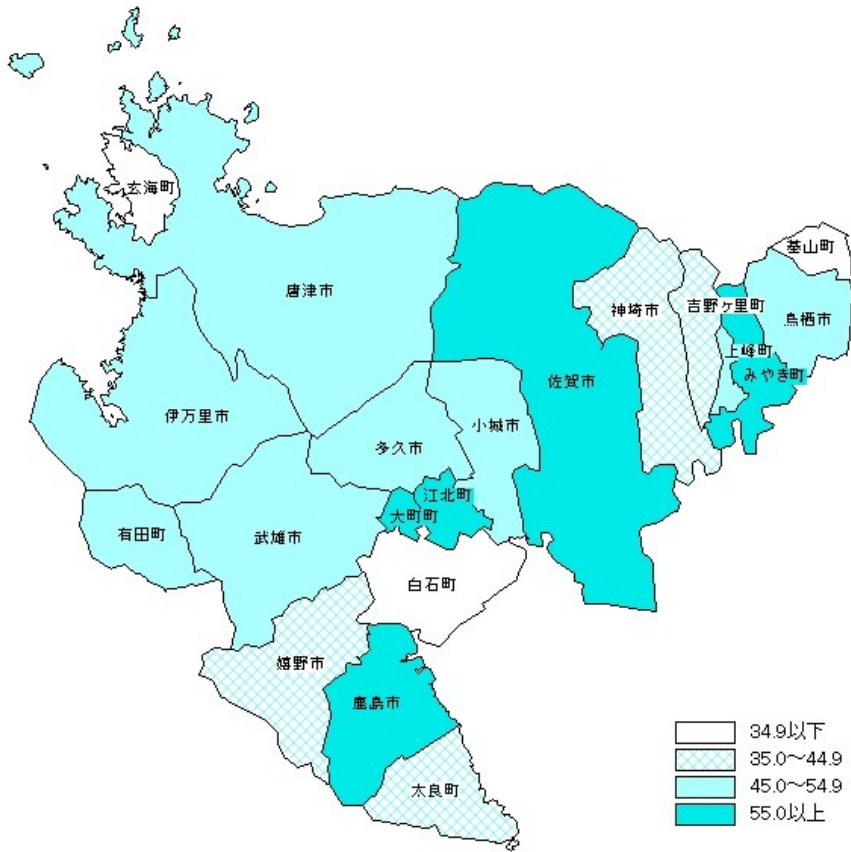 玄海町
基山町
唐津市
神埼市
吉野ヶ里町
鳥栖市
上峰町
みやき町
佐賀市
伊万里市
小城市
多久市
江北町
大町町
有田町
武雄市
白石町
嬉野市
鹿島市
太良町
34.9以下
35.0～44.9
45.0～54.9
55.0以上